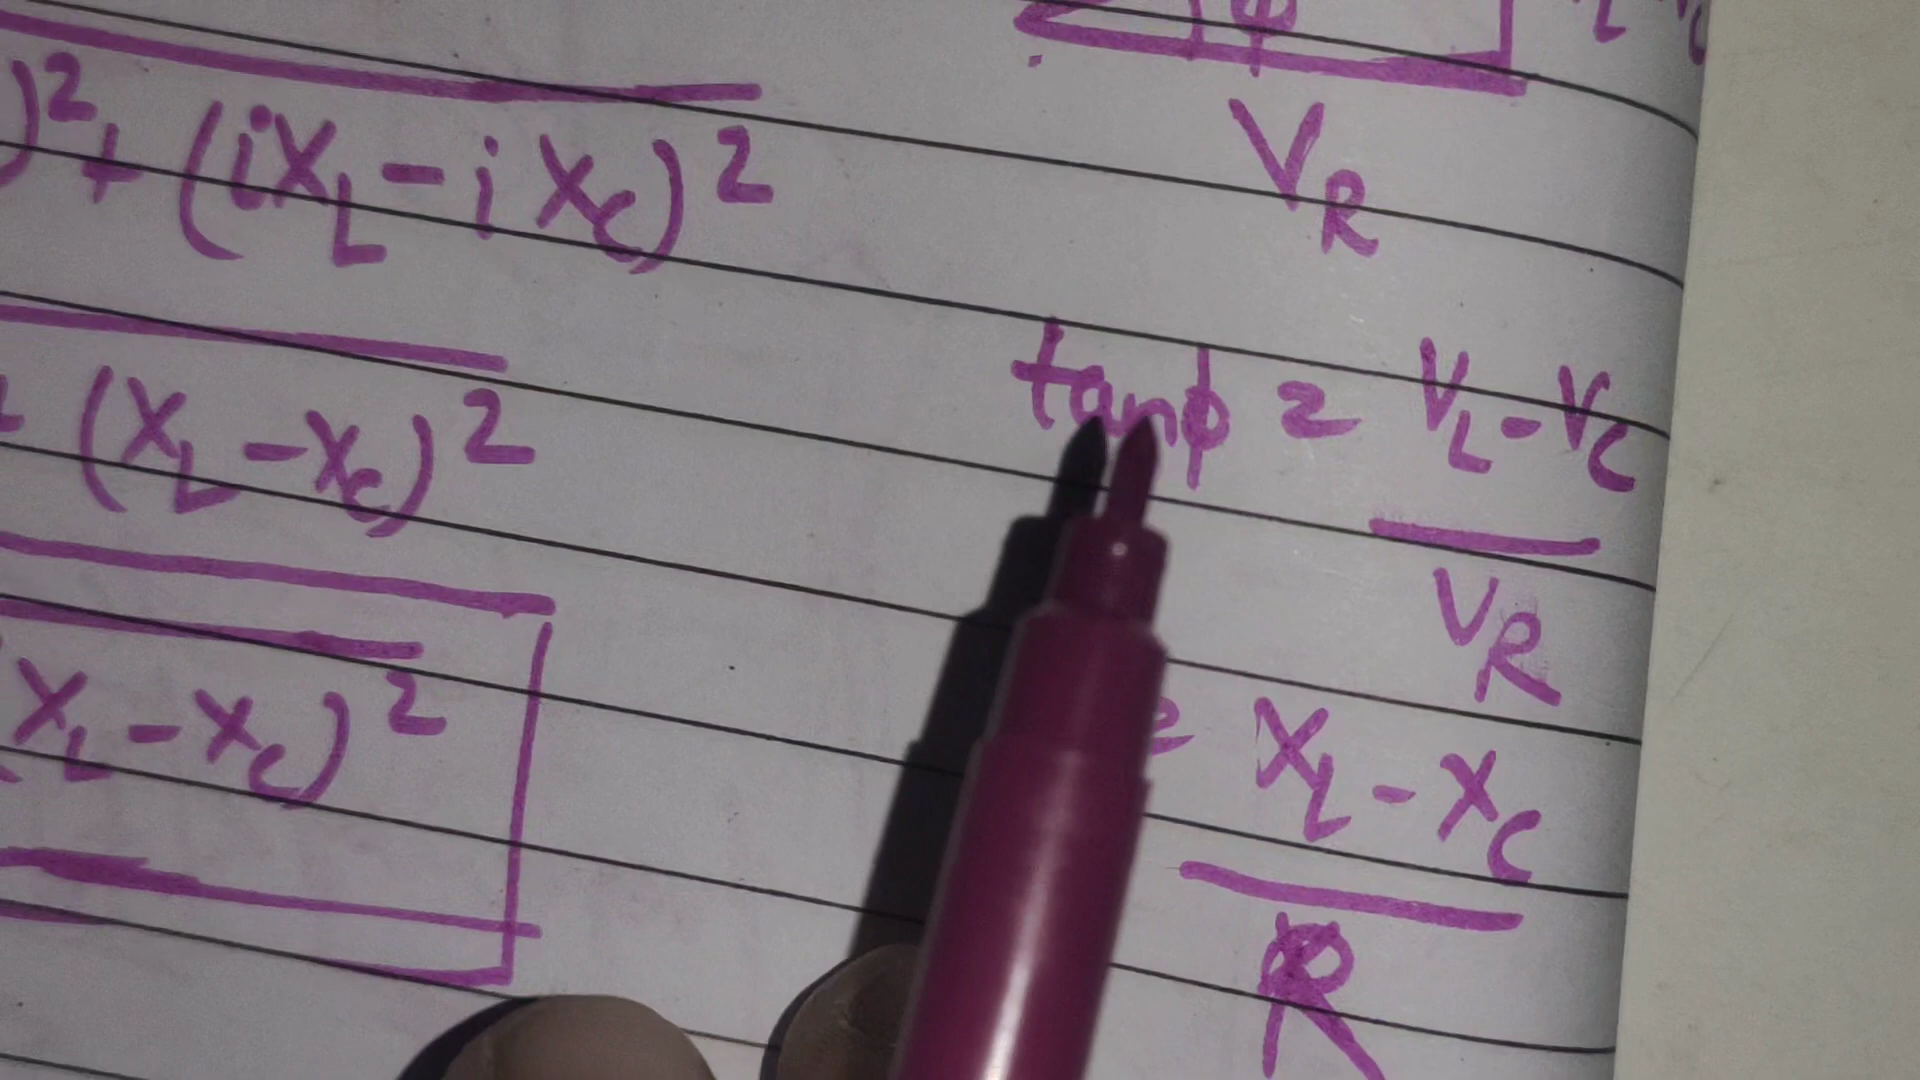 φ
V_R
)² + (iX_L - iX_C)²
tanφ = V_L - V_C
V_R
(X_L - X_C)²
= X_L - X_C
R
X_L - X_C)²